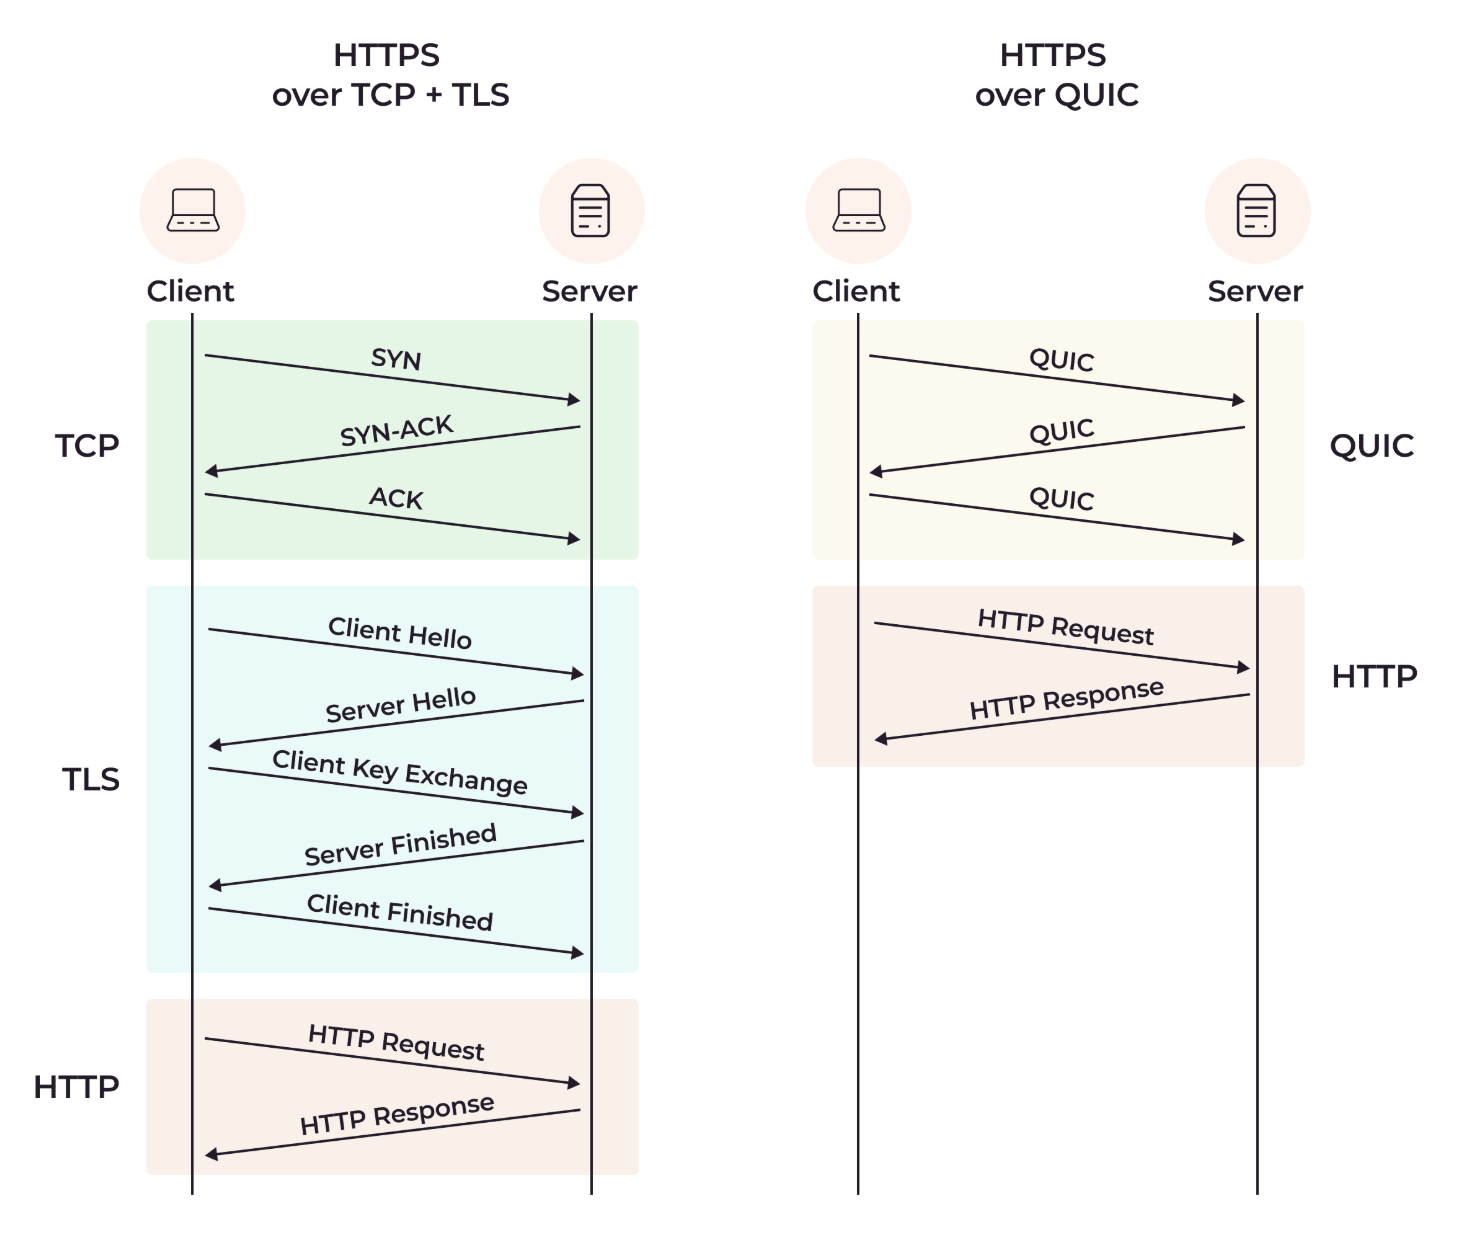 HTTPS
over TCP + TLS
Client
Server
TCP
SYN
SYN-ACK
ACK
TLS
Client Hello
Server Hello
Client Key Exchange
Server Finished
Client Finished
HTTP
HTTP Request
HTTP Response
HTTPS
over QUIC
Client
Server
QUIC
QUIC
QUIC
QUIC
HTTP Request
HTTP Response
HTTP